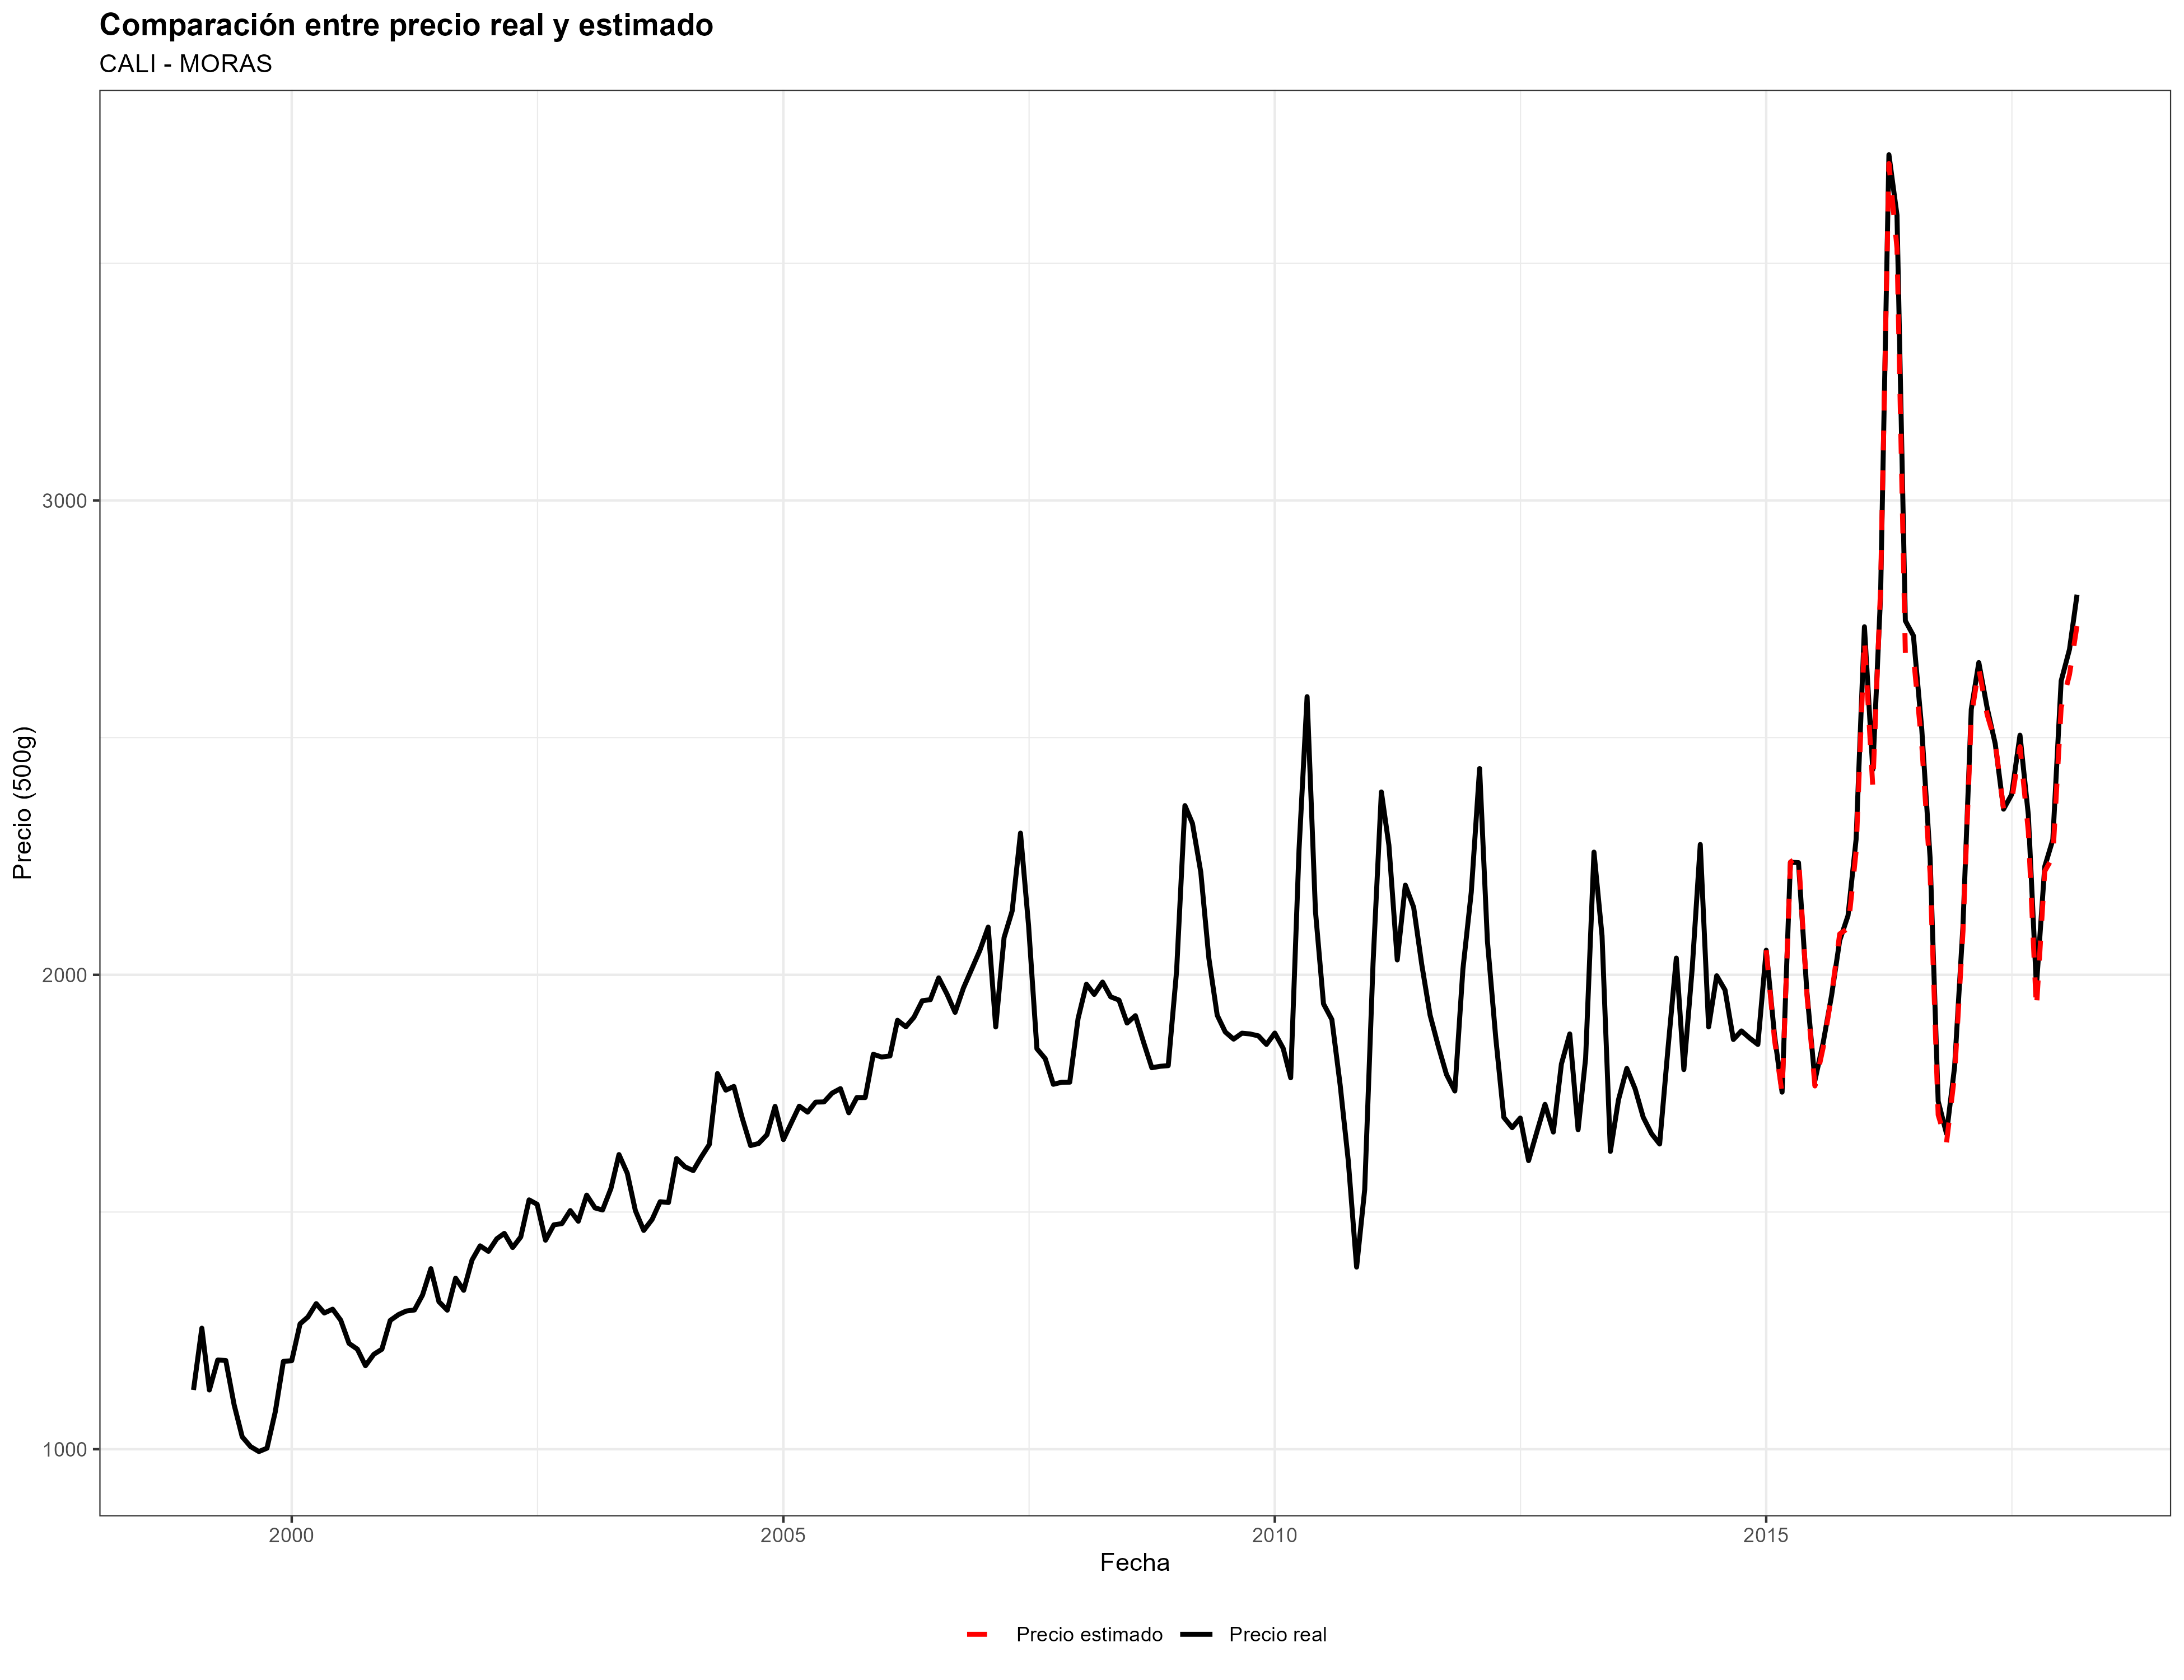 Comparación entre precio real y estimado
CALI - MORAS
Precio (500g)
3000
2000
1000
2000
2005
2010
2015
Fecha
Precio estimado
Precio real